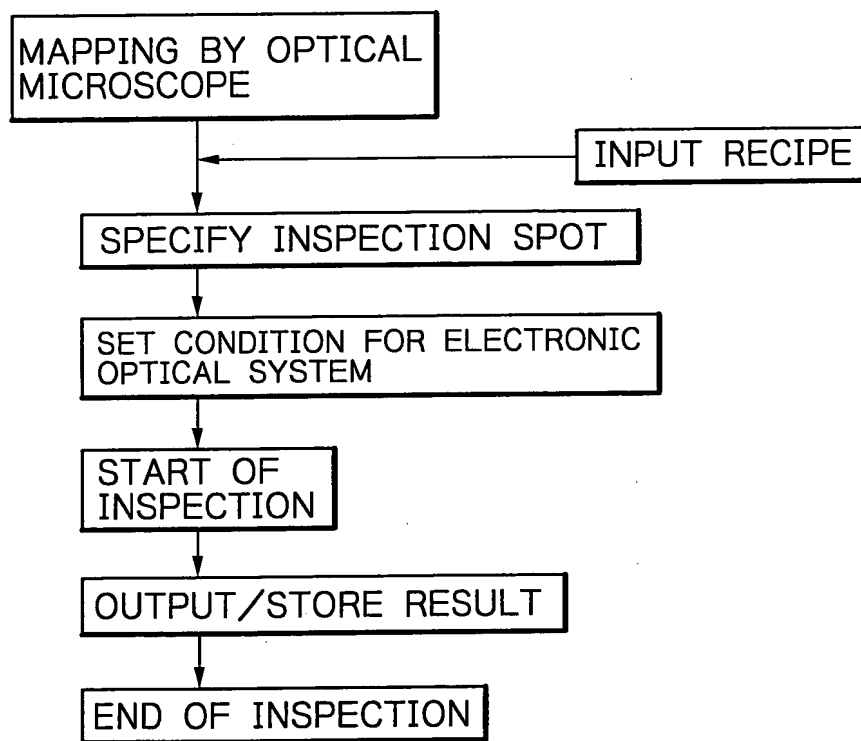 MAPPING BY OPTICAL
MICROSCOPE
INPUT RECIPE
SPECIFY INSPECTION SPOT
SET CONDITION FOR ELECTRONIC
OPTICAL SYSTEM
START OF
INSPECTION
OUTPUT/STORE RESULT
END OF INSPECTION